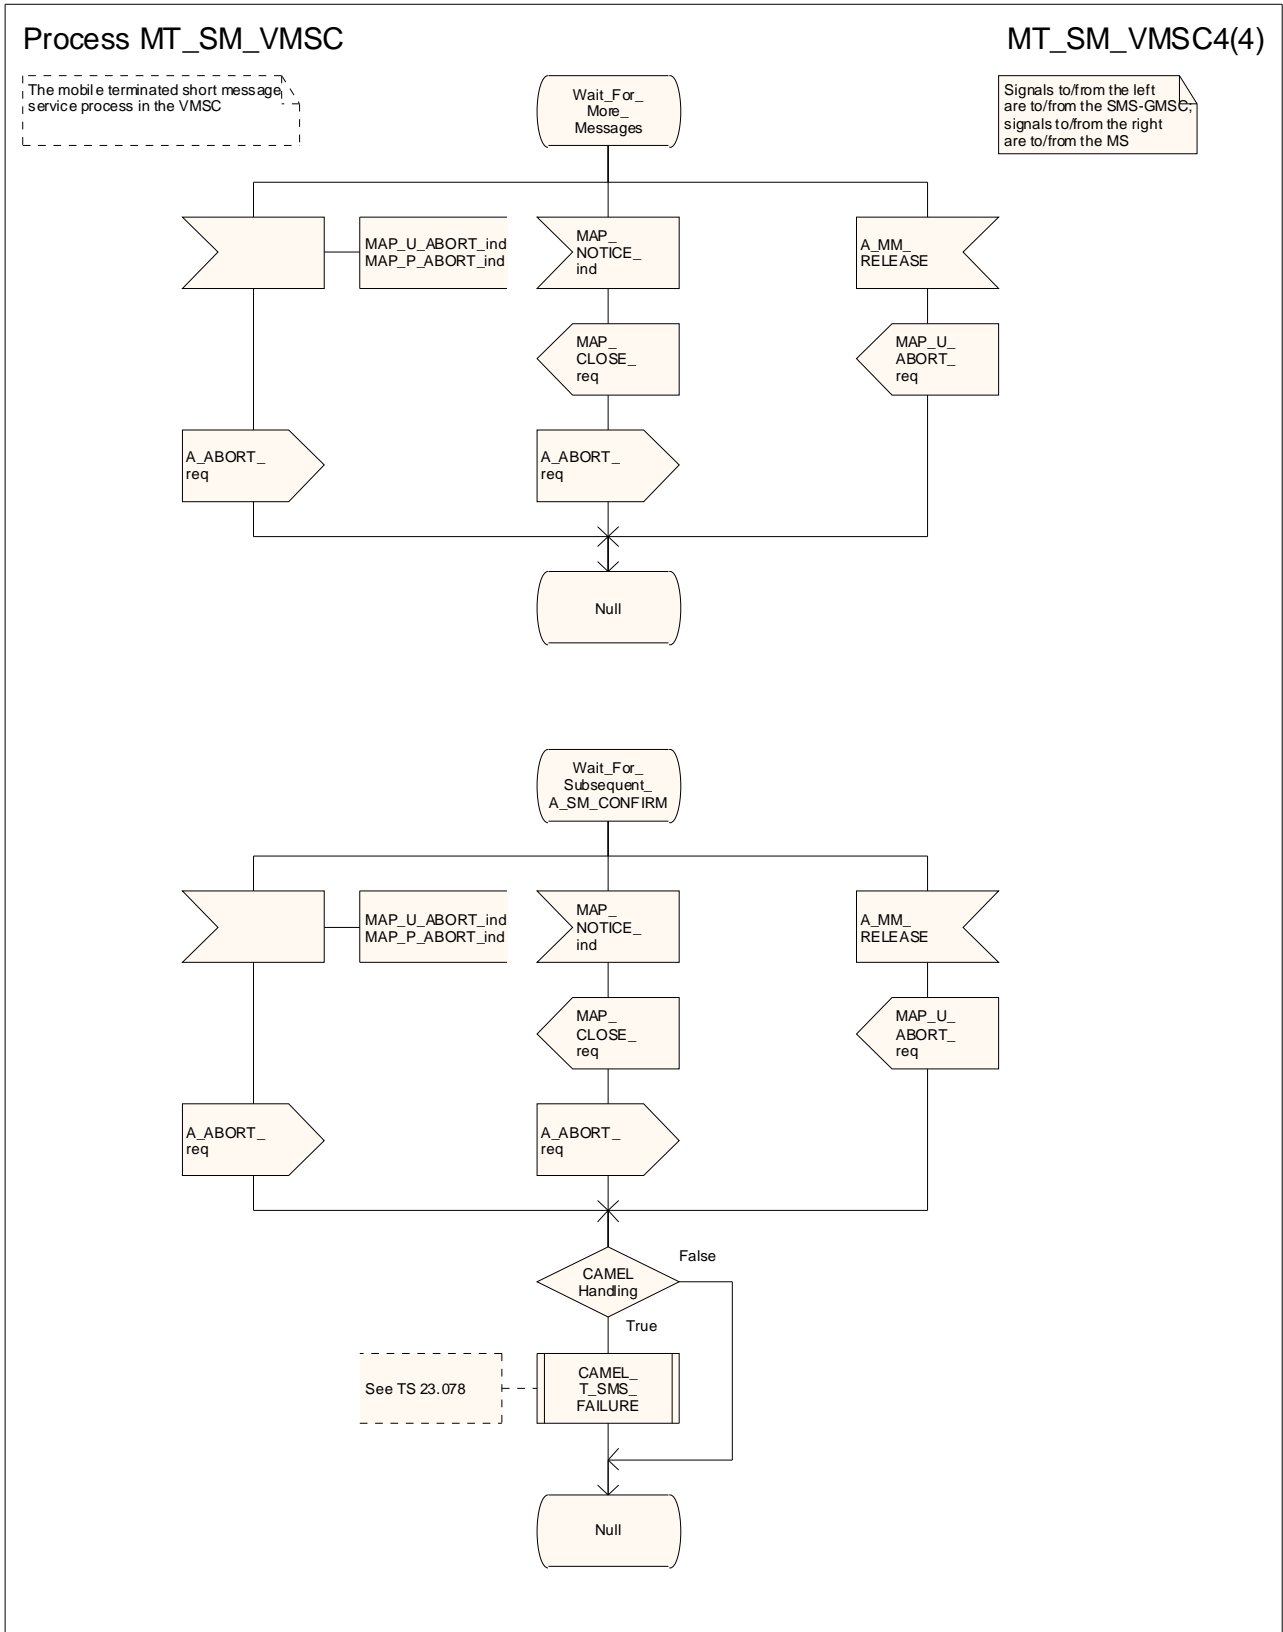 Process MT_SM_VMSC
MT_SM_VMSC4(4)
The mobile terminated short message
service process in the VMSC
Wait_For_
More_
Messages
Signals to/from the left
are to/from the SMS-GMSC;
signals to/from the right
are to/from the MS
MAP_U_ABORT_ind
MAP_P_ABORT_ind
MAP_
NOTICE_
ind
A_MM_
RELEASE
MAP_
CLOSE_
req
MAP_U_
ABORT_
req
A_ABORT_
req
A_ABORT_
req
Null
Wait_For_
Subsequent_
A_SM_CONFIRM
MAP_U_ABORT_ind
MAP_P_ABORT_ind
MAP_
NOTICE_
ind
A_MM_
RELEASE
MAP_
CLOSE_
req
MAP_U_
ABORT_
req
A_ABORT_
req
A_ABORT_
req
False
CAMEL
Handling
True
See TS 23.078
CAMEL_
T_SMS_
FAILURE
Null